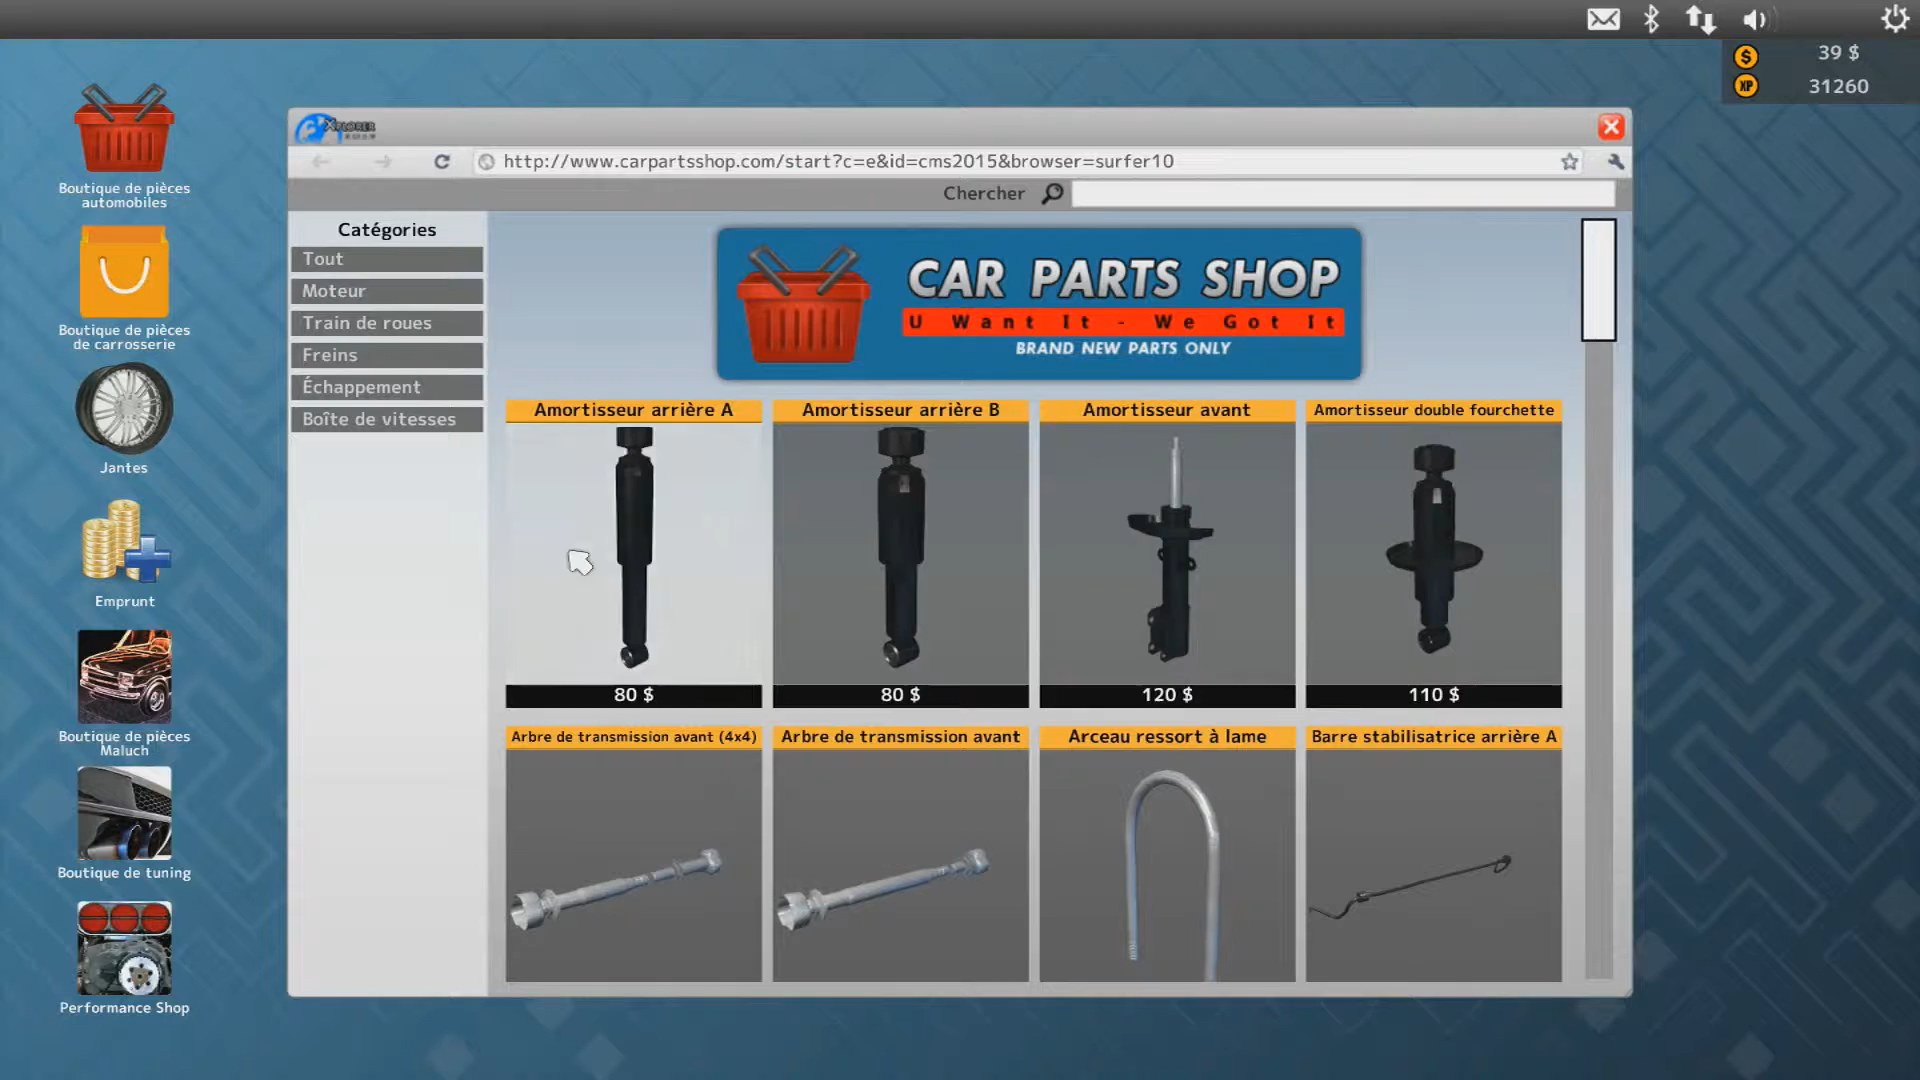 39 $
XP
31260
Boutique de pièces
automobiles
Boutique de pièces
de carrosserie
Jantes
Emprunt
Boutique de pièces
Maluch
Boutique de tuning
Performance Shop
XPLORER
http://www.carpartsshop.com/start?c=e&id=cms2015&browser=surfer10
Chercher
Catégories
Tout
Moteur
Train de roues
Freins
Échappement
Boîte de vitesses
CAR PARTS SHOP
U Want It - We Got It
BRAND NEW PARTS ONLY
Amortisseur arrière A
80 $
Amortisseur arrière B
80 $
Amortisseur avant
120 $
Amortisseur double fourchette
110 $
Arbre de transmission avant (4x4)
Arbre de transmission avant
Arceau ressort à lame
Barre stabilisatrice arrière A